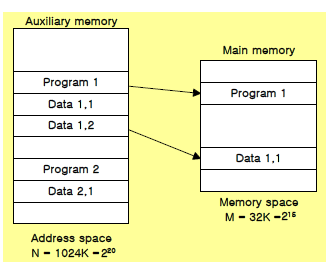 Auxiliary memory
Main memory
Program 1
Data 1,1
Data 1,2
Program 2
Data 2,1
Program 1
Data 1,1
Address space
N = 1024K = 2²⁰
Memory space
M = 32K = 2¹⁵